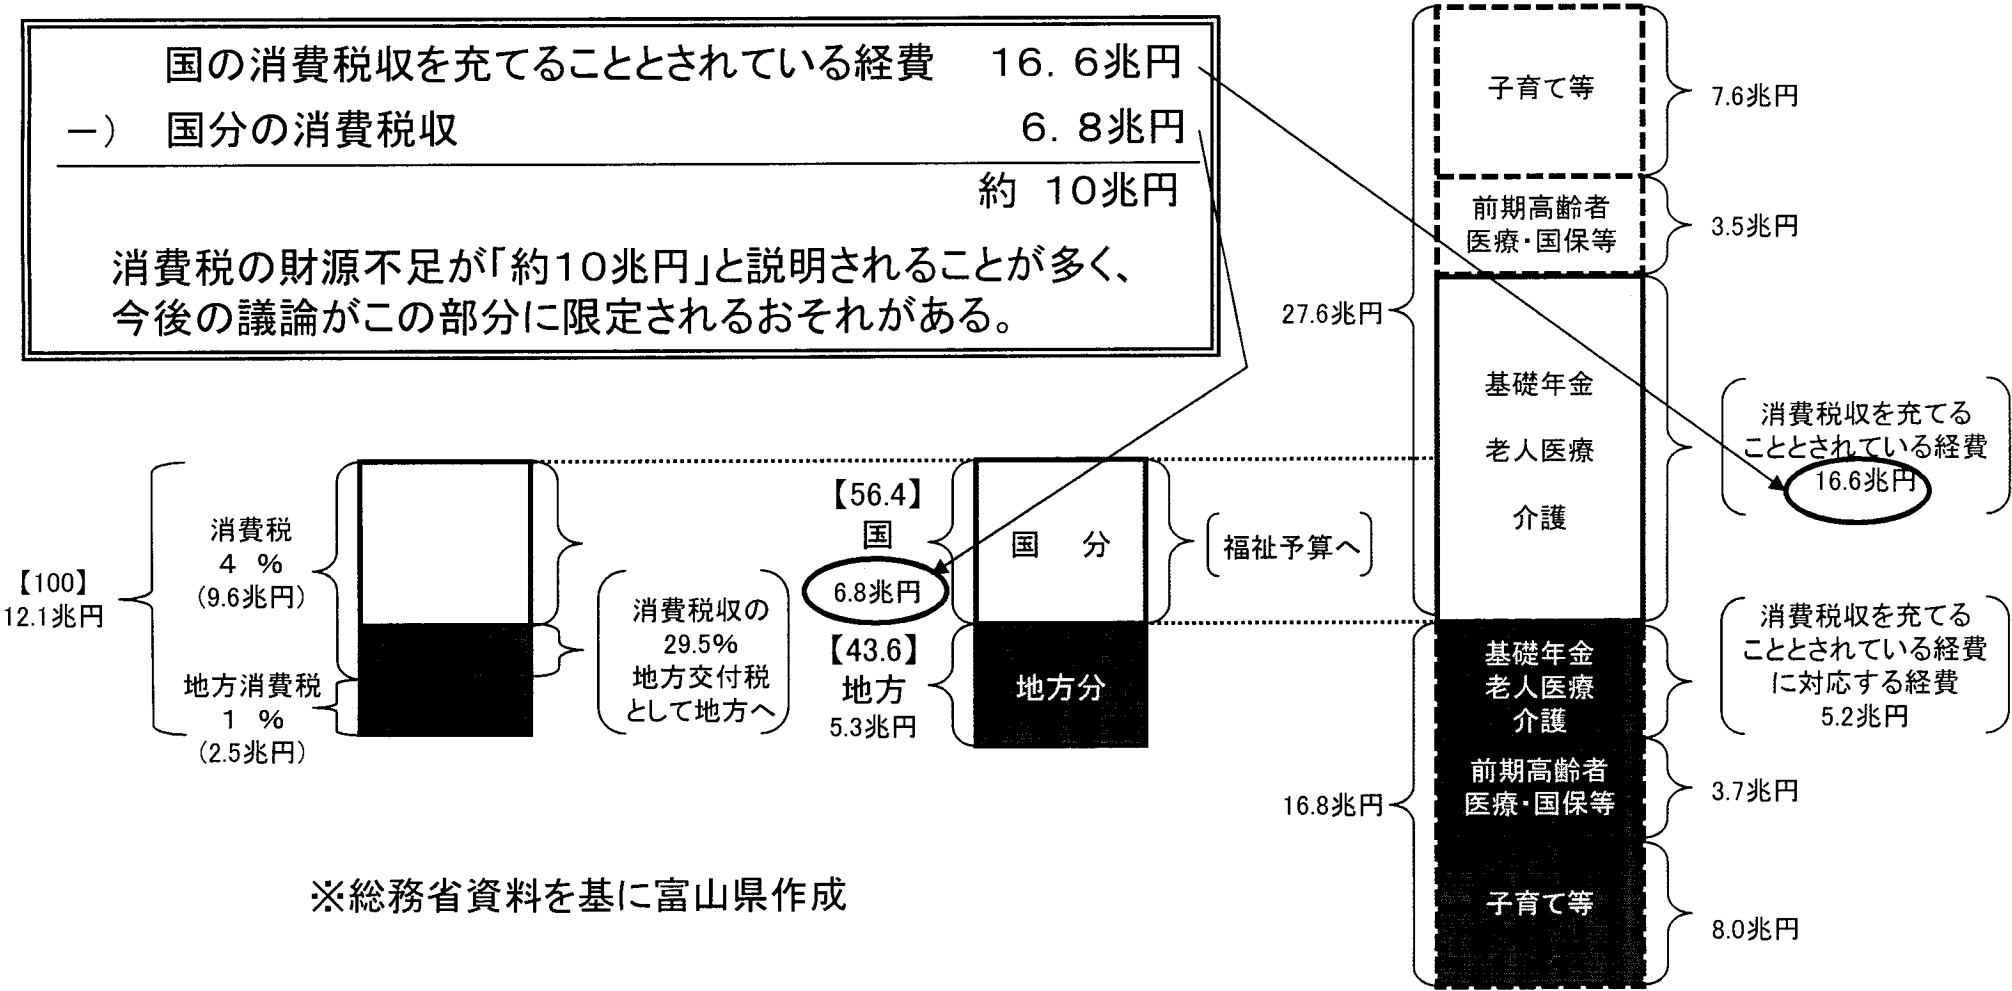 国の消費税収を充てることとされている経費　１６．６兆円
－）　国分の消費税収　６．８兆円
約　１０兆円
消費税の財源不足が「約１０兆円」と説明されることが多く、
今後の議論がこの部分に限定されるおそれがある。
【100】
12.1兆円
消費税
４　％
(9.6兆円)
地方消費税
１　％
(2.5兆円)
消費税収の
29.5%
地方交付税
として地方へ
【56.4】
国
6.8兆円
【43.6】
地方
5.3兆円
国　分
地方分
福祉予算へ
27.6兆円
16.8兆円
子育て等
前期高齢者
医療・国保等
基礎年金
老人医療
介護
基礎年金
老人医療
介護
前期高齢者
医療・国保等
子育て等
7.6兆円
3.5兆円
消費税収を充てる
こととされている経費
16.6兆円
消費税収を充てる
こととされている経費
に対応する経費
5.2兆円
3.7兆円
8.0兆円
※総務省資料を基に富山県作成